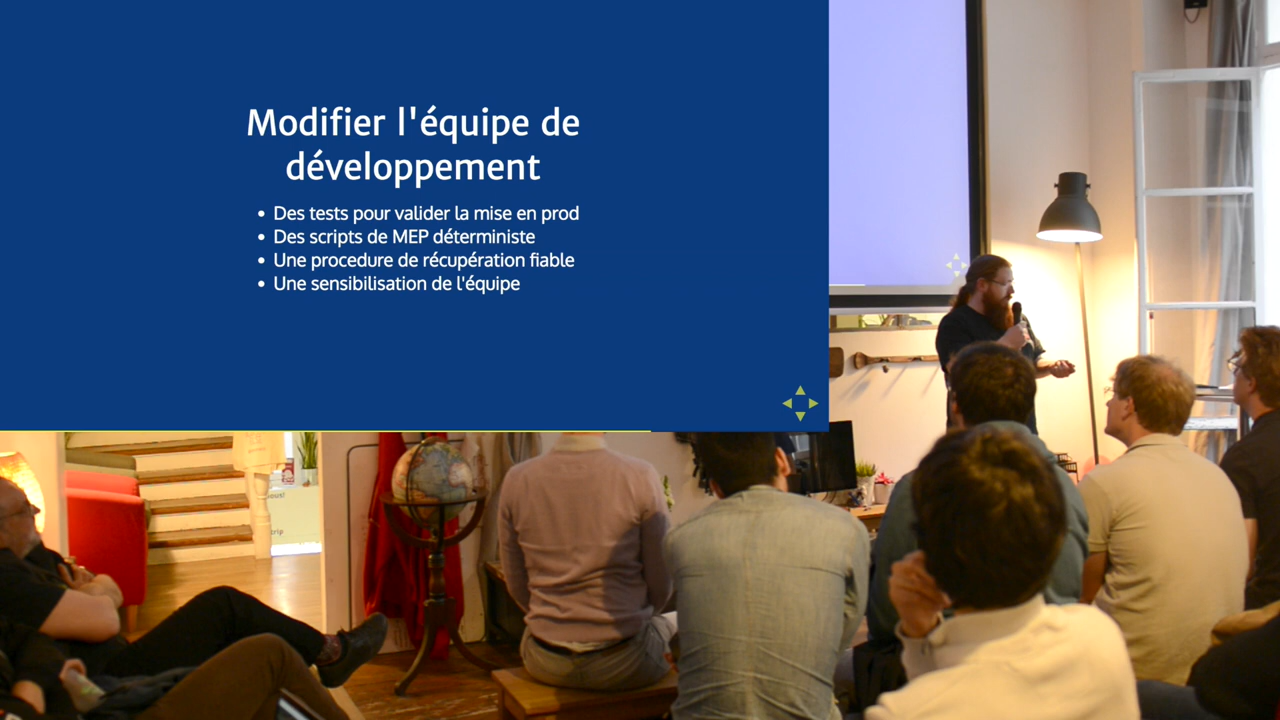 Modifier l'équipe de
développement
• Des tests pour valider la mise en prod
• Des scripts de MEP déterministe
• Une procedure de récupération fiable
• Une sensibilisation de l'équipe